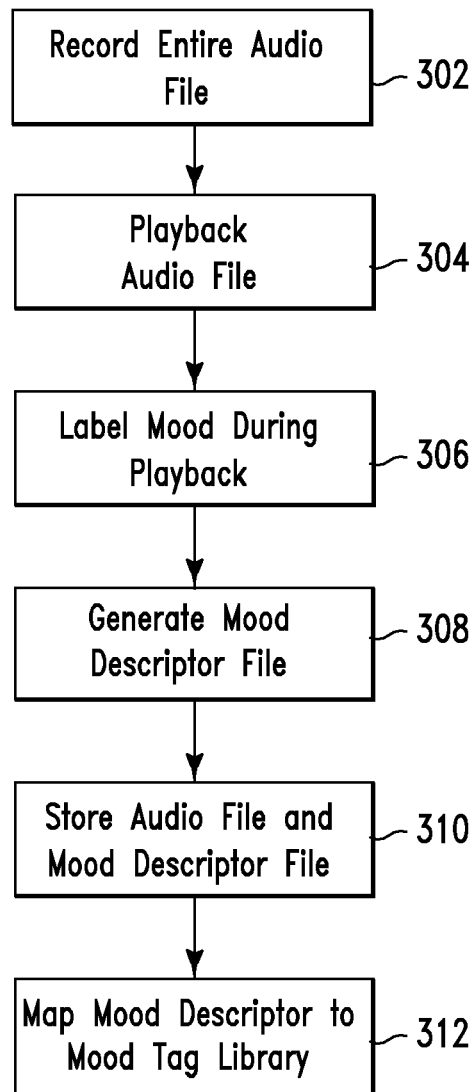 Record Entire Audio
File
302
Playback
Audio File
304
Label Mood During
Playback
306
Generate Mood
Descriptor File
308
Store Audio File and
Mood Descriptor File
310
Map Mood Descriptor to
Mood Tag Library
312